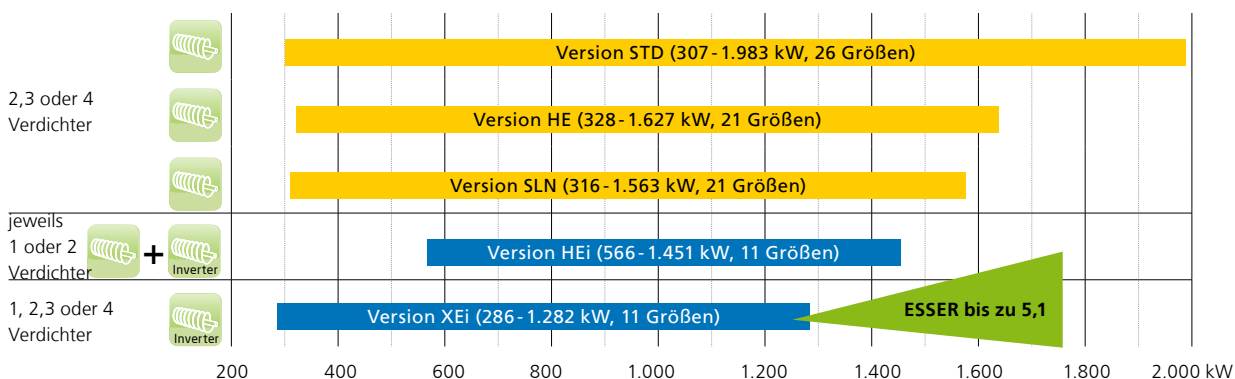 Version STD (307-1.983 kW, 26 Größen)
2,3 oder 4
Verdichter
Version HE (328-1.627 kW, 21 Größen)
Version SLN (316-1.563 kW, 21 Größen)
jeweils
1 oder 2
Verdichter
+
Inverter
Version HEi (566-1.451 kW, 11 Größen)
1, 2,3 oder 4
Verdichter
Inverter
Version XEi (286-1.282 kW, 11 Größen)
ESSER bis zu 5,1
200 400 600 800 1.000 1.200 1.400 1.600 1.800 2.000 kW